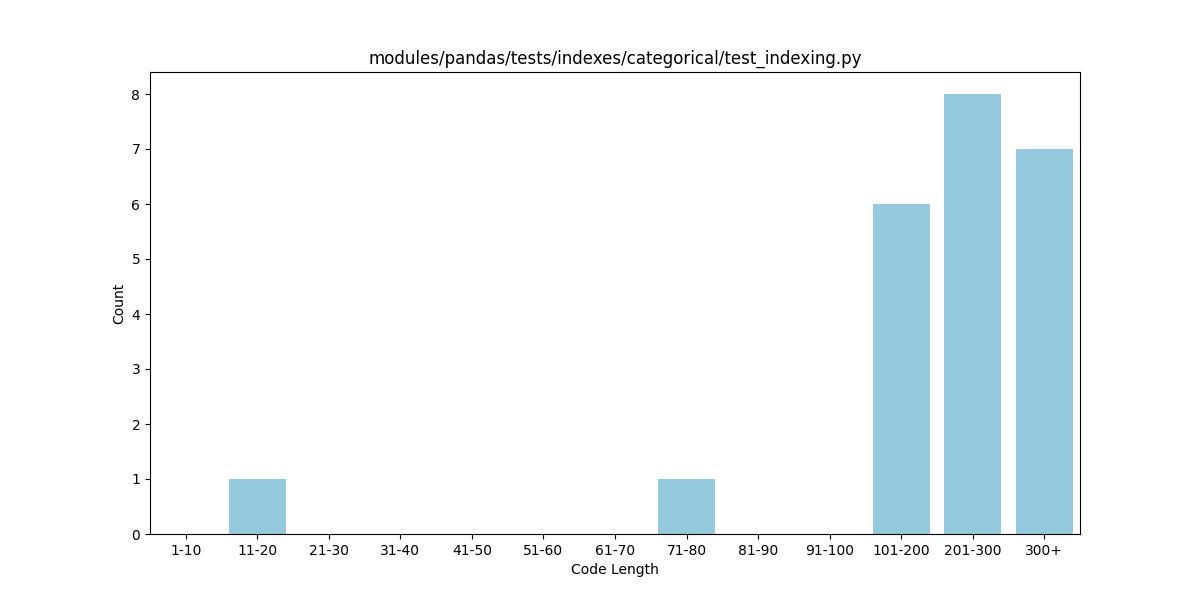 modules/pandas/tests/indexes/categorical/test_indexing.py
8
7
6
5
4
3
2
1
0
Count
1-10 11-20 21-30 31-40 41-50 51-60 61-70 71-80 81-90 91-100 101-200 201-300 300+
Code Length